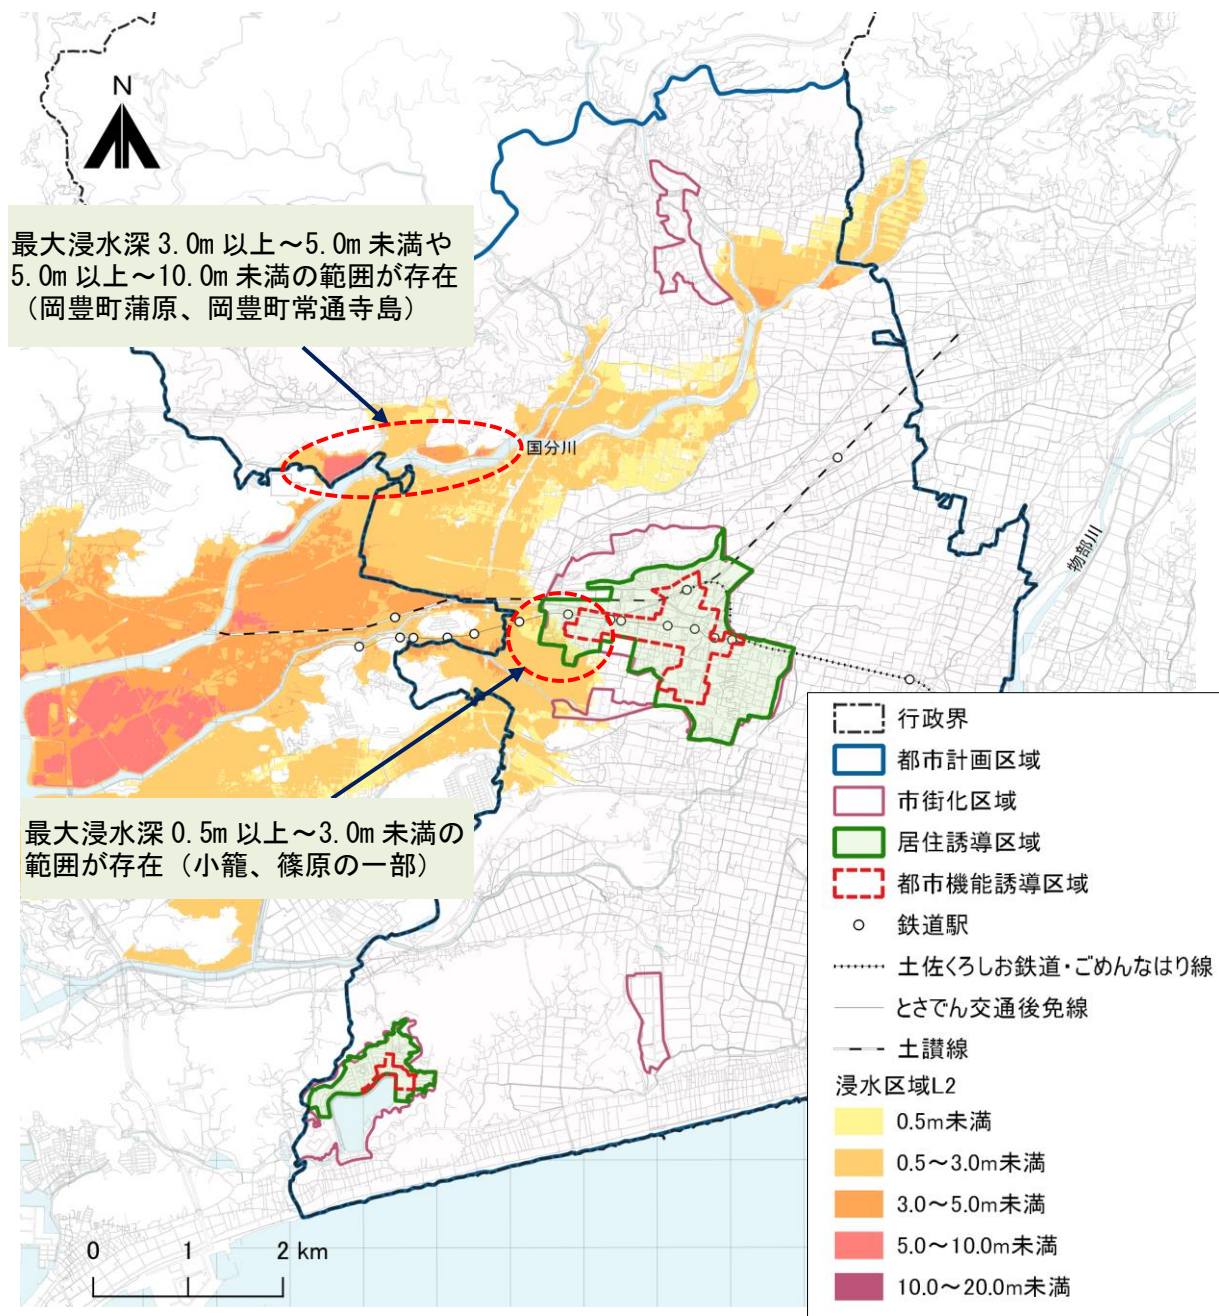 N
最大浸水深 3.0m 以上～5.0m 未満や
5.0m 以上～10.0m 未満の範囲が存在
（岡豊町蒲原、岡豊町常通寺島）
国分川
物部川
最大浸水深 0.5m 以上～3.0m 未満の
範囲が存在（小籠、篠原の一部）
行政界
都市計画区域
市街化区域
居住誘導区域
都市機能誘導区域
鉄道駅
土佐くろしお鉄道・ごめんなはり線
とさでん交通後免線
土讃線
浸水区域L2
0.5m未満
0.5～3.0m未満
3.0～5.0m未満
5.0～10.0m未満
10.0～20.0m未満
0 1 2 km